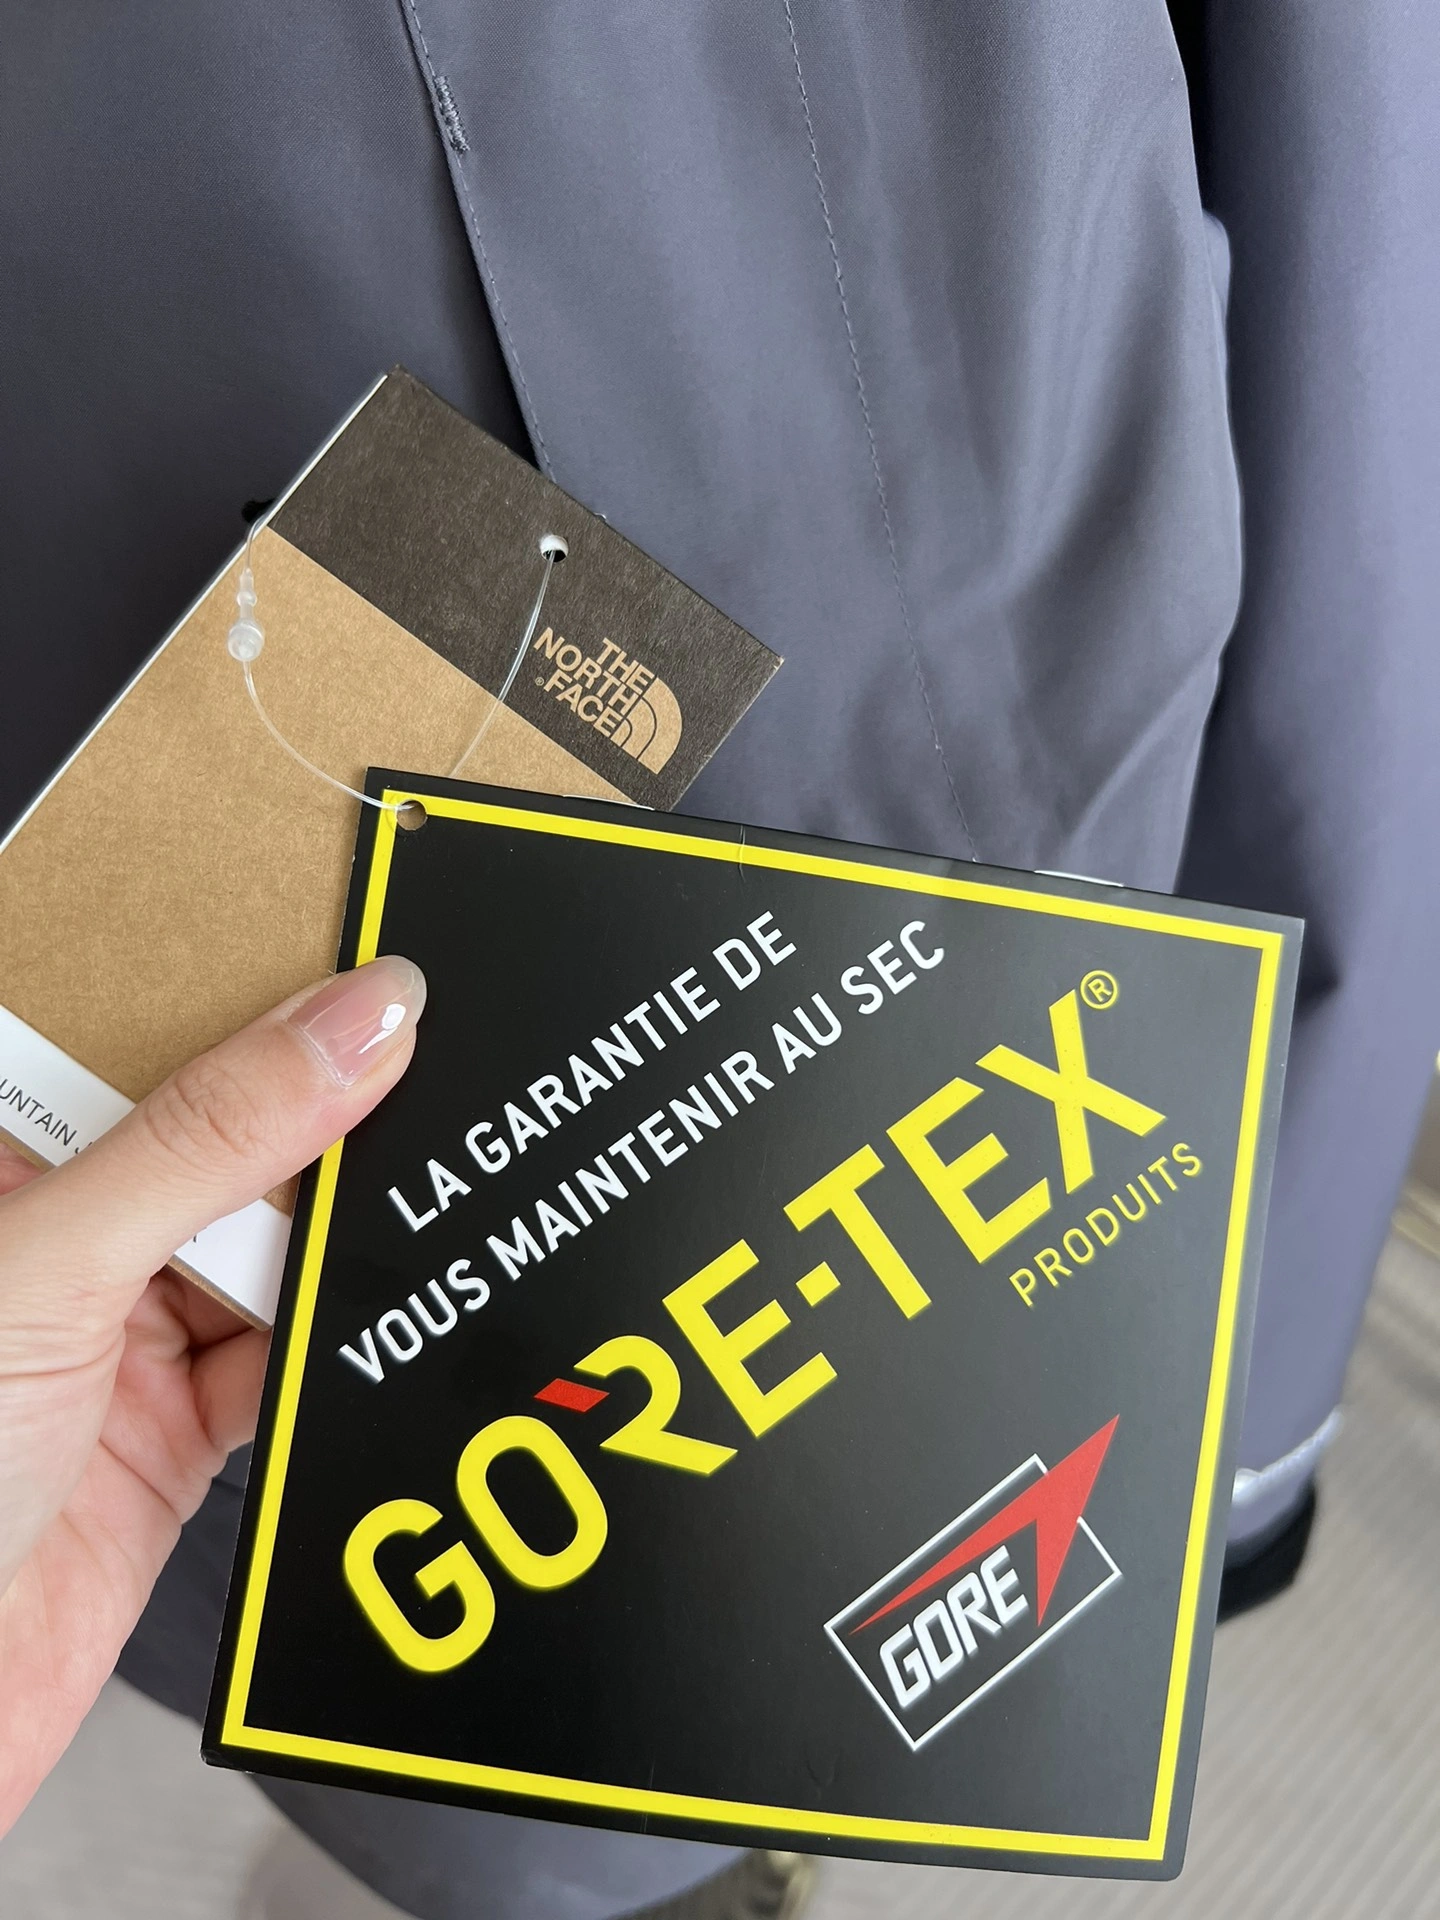 THE
NORTH
® FACE
LA GARANTIE DE
VOUS MAINTENIR AU SEC
GORE-TEX®
PRODUITS
GORE